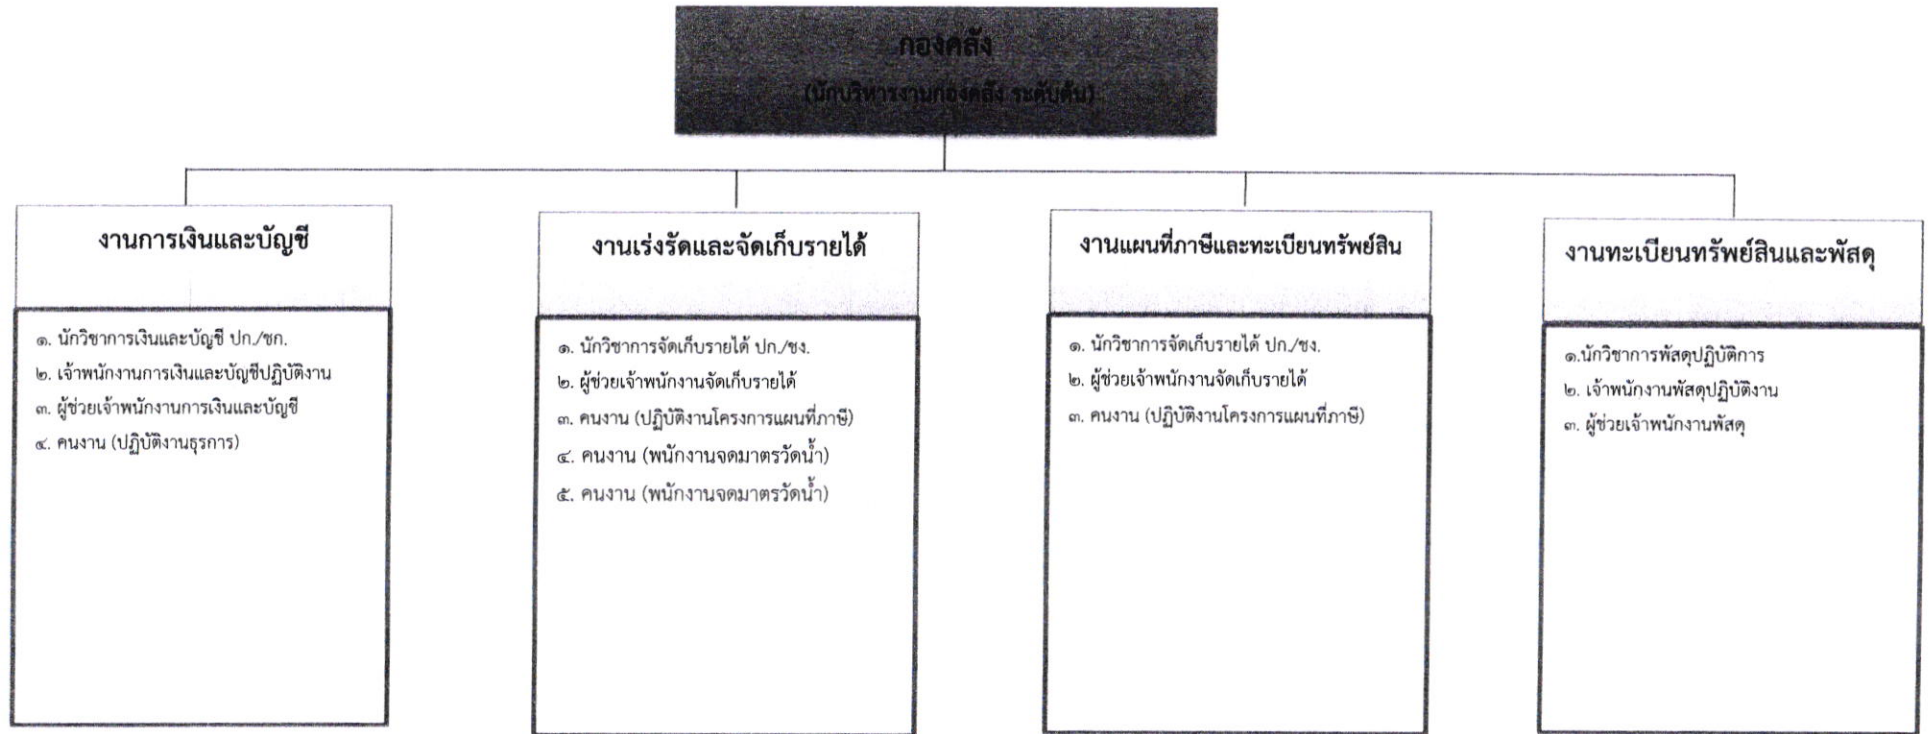 กองคลัง
(นักบริหารงานกองคลัง ระดับต้น)
งานการเงินและบัญชี
๑. นักวิชาการเงินและบัญชี ปก./ชก.
๒. เจ้าพนักงานการเงินและบัญชีปฏิบัติงาน
๓. ผู้ช่วยเจ้าพนักงานการเงินและบัญชี
๔. คนงาน (ปฏิบัติงานธุรการ)
งานเร่งรัดและจัดเก็บรายได้
๑. นักวิชาการจัดเก็บรายได้ ปก./ชง.
๒. ผู้ช่วยเจ้าพนักงานจัดเก็บรายได้
๓. คนงาน (ปฏิบัติงานโครงการแผนที่ภาษี)
๔. คนงาน (พนักงานจดมาตรวัดน้ำ)
๕. คนงาน (พนักงานจดมาตรวัดน้ำ)
งานแผนที่ภาษีและทะเบียนทรัพย์สิน
๑. นักวิชาการจัดเก็บรายได้ ปก./ชง.
๒. ผู้ช่วยเจ้าพนักงานจัดเก็บรายได้
๓. คนงาน (ปฏิบัติงานโครงการแผนที่ภาษี)
งานทะเบียนทรัพย์สินและพัสดุ
๑.นักวิชาการพัสดุปฏิบัติการ
๒. เจ้าพนักงานพัสดุปฏิบัติงาน
๓. ผู้ช่วยเจ้าพนักงานพัสดุ